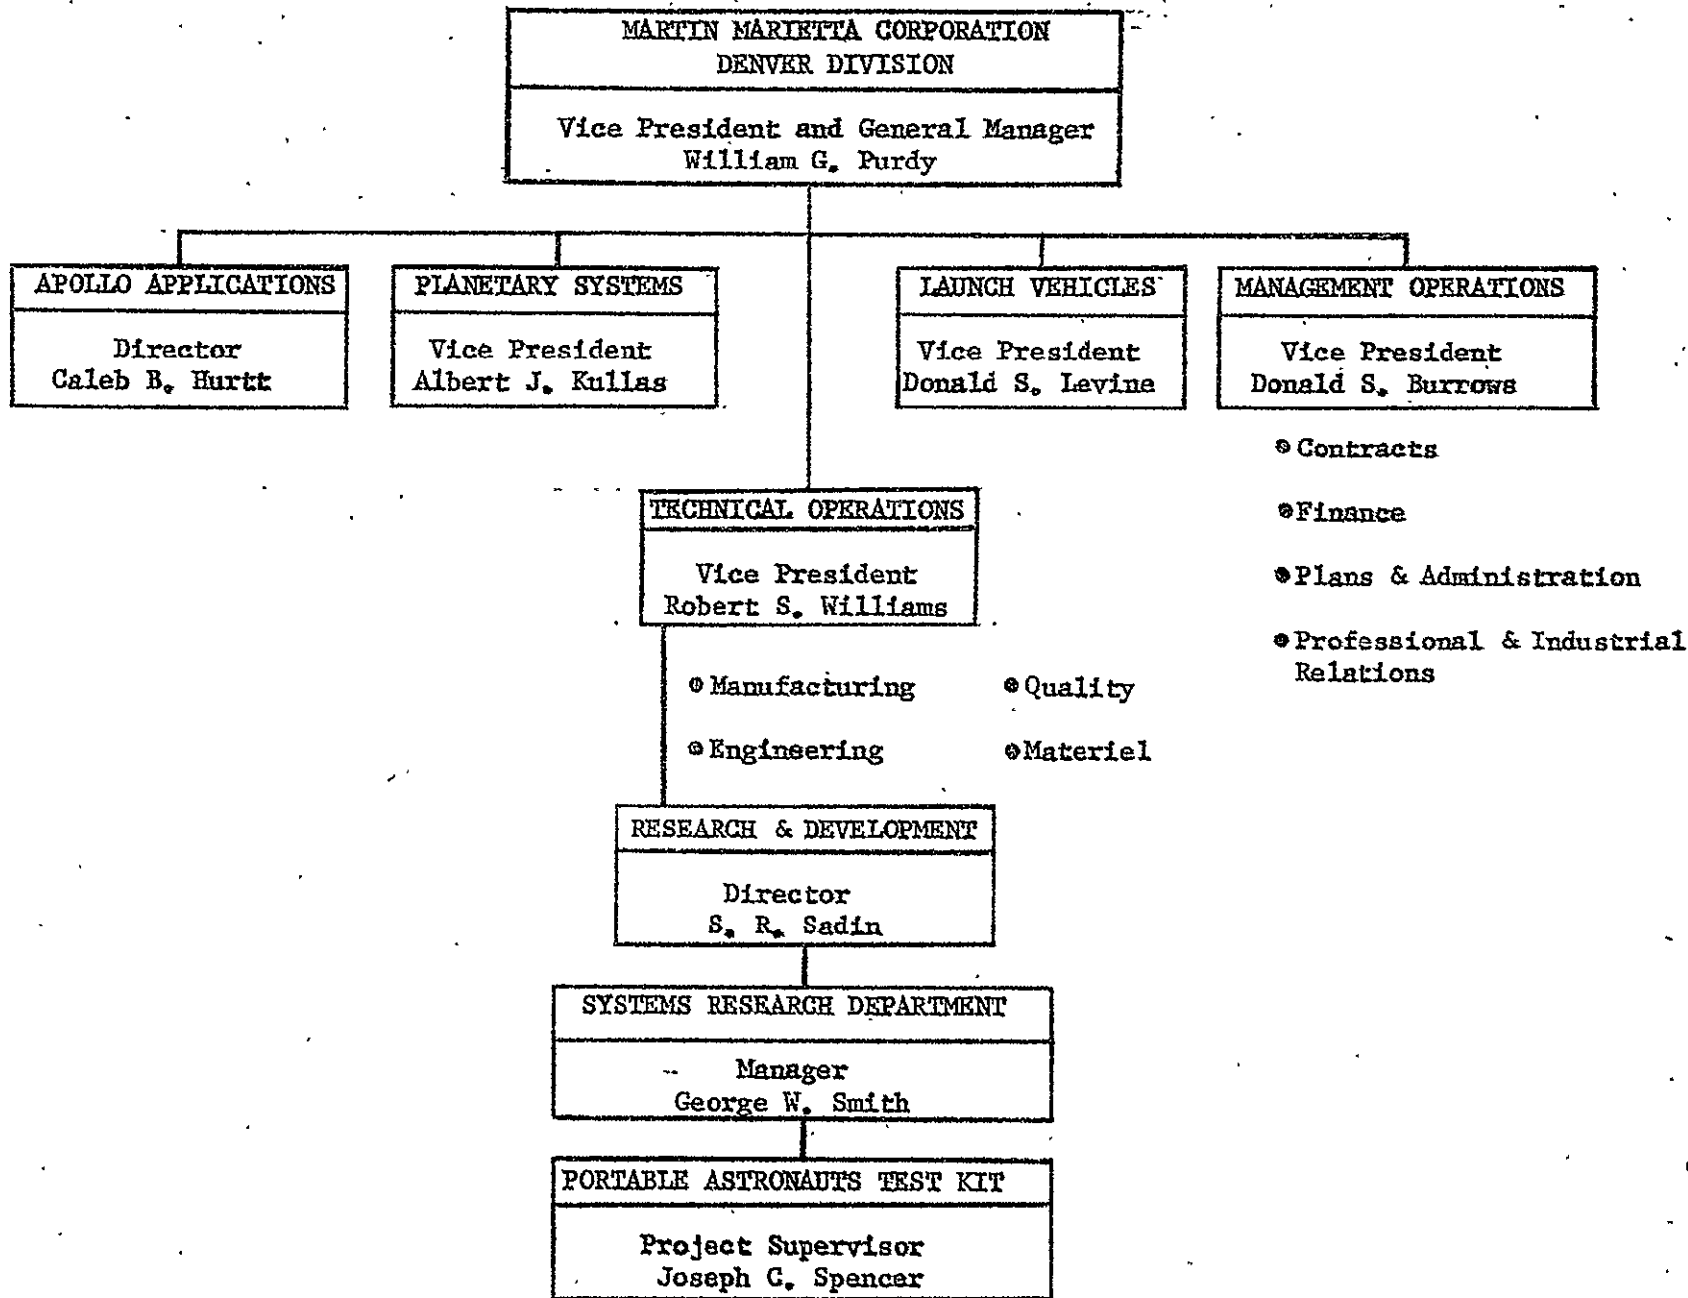 MARTIN MARIETTA CORPORATION
DENVER DIVISION
Vice President and General Manager
William G. Purdy
APOLLO APPLICATIONS
Director
Caleb B. Hurtt
PLANETARY SYSTEMS
Vice President
Albert J. Kullas
LAUNCH VEHICLES
Vice President
Donald S. Levine
MANAGEMENT OPERATIONS
Vice President
Donald S. Burrows
• Contracts
• Finance
• Plans & Administration
• Professional & Industrial
Relations
TECHNICAL OPERATIONS
Vice President
Robert S. Williams
• Manufacturing
• Quality
• Engineering
• Materiel
RESEARCH & DEVELOPMENT
Director
S. R. Sadin
SYSTEMS RESEARCH DEPARTMENT
Manager
George W. Smith
PORTABLE ASTRONAUTS TEST KIT
Project Supervisor
Joseph C. Spencer